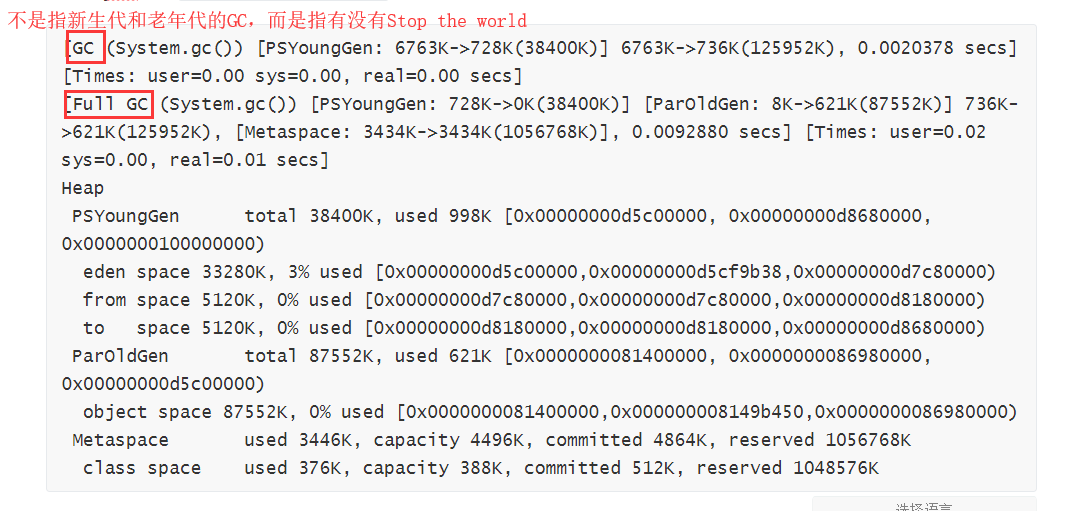 不是指新生代和老年代的GC，而是指有没有Stop the world
[GC (System.gc()) [PSYoungGen: 6763K->728K(38400K)] 6763K->736K(125952K), 0.0020378 secs]
[Times: user=0.00 sys=0.00, real=0.00 secs]
[Full GC (System.gc()) [PSYoungGen: 728K->0K(38400K)] [ParOldGen: 8K->621K(87552K)] 736K-
>621K(125952K), [Metaspace: 3434K->3434K(1056768K)], 0.0092880 secs] [Times: user=0.02
sys=0.00, real=0.01 secs]
Heap
PSYoungGen total 38400K, used 998K [0x00000000d5c00000, 0x00000000d8680000,
0x0000000100000000)
eden space 33280K, 3% used [0x00000000d5c00000,0x00000000d5cf9b38,0x00000000d7c80000)
from space 5120K, 0% used [0x00000000d7c80000,0x00000000d7c80000,0x00000000d8180000)
to space 5120K, 0% used [0x00000000d8180000,0x00000000d8180000,0x00000000d8680000)
ParOldGen total 87552K, used 621K [0x0000000081400000, 0x0000000086980000,
0x00000000d5c00000)
object space 87552K, 0% used [0x0000000081400000,0x000000008149b450,0x0000000086980000)
Metaspace used 3446K, capacity 4496K, committed 4864K, reserved 1056768K
class space used 376K, capacity 388K, committed 512K, reserved 1048576K
选择语言